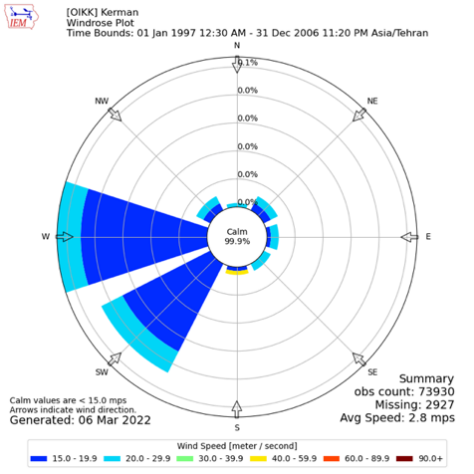 IEM
[OIKK] Kerman
Windrose Plot
Time Bounds: 01 Jan 1997 12:30 AM - 31 Dec 2006 11:20 PM Asia/Tehran
N
0.1%
NW
NE
0.0%
0.0%
0.0%
0.0%
0.0%
Calm
99.9%
W
E
SW
SE
S
Calm values are < 15.0 mps
Arrows indicate wind direction.
Generated: 06 Mar 2022
Summary
obs count: 73930
Missing: 2927
Avg Speed: 2.8 mps
Wind Speed [meter / second]
15.0 - 19.9 20.0 - 29.9 30.0 - 39.9 40.0 - 59.9 60.0 - 89.9 90.0+